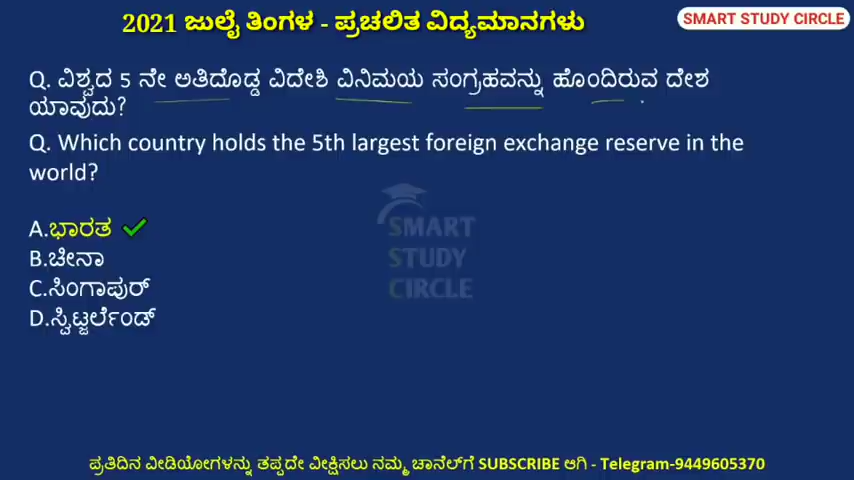 2021 ಜುಲೈ ತಿಂಗಳ - ಪ್ರಚಲಿತ ವಿದ್ಯಮಾನಗಳು
SMART STUDY CIRCLE
Q. ವಿಶ್ವದ 5 ನೇ ಅತಿದೊಡ್ಡ ವಿದೇಶಿ ವಿನಿಮಯ ಸಂಗ್ರಹವನ್ನು ಹೊಂದಿರುವ ದೇಶ
ಯಾವುದು?
Q. Which country holds the 5th largest foreign exchange reserve in the
world?
A.ಭಾರತ
B.ಚೀನಾ
C.ಸಿಂಗಾಪುರ್
D.ಸ್ವಿಟ್ಜರ್ಲೆಂಡ್
SMART
STUDY
CIRCLE
ಪ್ರತಿದಿನ ವೀಡಿಯೋಗಳನ್ನು ತಪ್ಪದೇ ವೀಕ್ಷಿಸಲು ನಮ್ಮ ಚಾನೆಲ್‌ಗೆ SUBSCRIBE ಆಗಿ - Telegram-9449605370